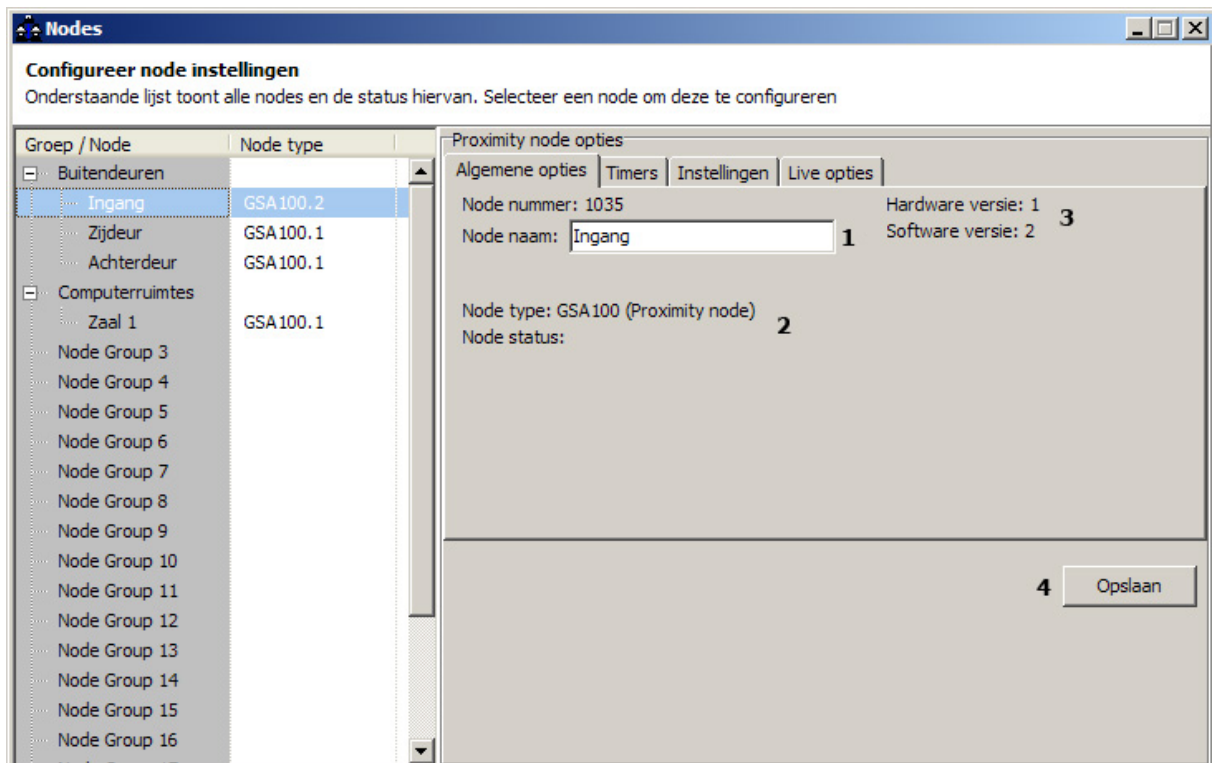 Nodes
Configureer node instellingen
Onderstaande lijst toont alle nodes en de status hiervan. Selecteer een node om deze te configureren
Groep / Node Node type
Buitendeuren
Ingang GSA100.2
Zijdeur GSA100.1
Achterdeur GSA100.1
Computerruimtes
Zaal 1 GSA100.1
Node Group 3
Node Group 4
Node Group 5
Node Group 6
Node Group 7
Node Group 8
Node Group 9
Node Group 10
Node Group 11
Node Group 12
Node Group 13
Node Group 14
Node Group 15
Node Group 16
Proximity node opties
Algemene opties Timers Instellingen Live opties
Node nummer: 1035 Hardware versie: 1
3
Node naam: Ingang 1 Software versie: 2
Node type: GSA100 (Proximity node)
2
Node status:
4 Opslaan